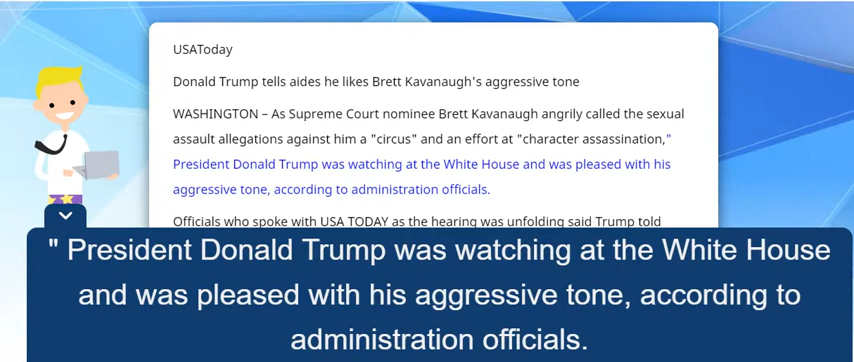 USAToday
Donald Trump tells aides he likes Brett Kavanaugh's aggressive tone
WASHINGTON – As Supreme Court nominee Brett Kavanaugh angrily called the sexual
assault allegations against him a "circus" and an effort at "character assassination,"
President Donald Trump was watching at the White House and was pleased with his
aggressive tone, according to administration officials.
Officials who spoke with USA TODAY as the hearing was unfolding said Trump told
" President Donald Trump was watching at the White House
and was pleased with his aggressive tone, according to
administration officials.